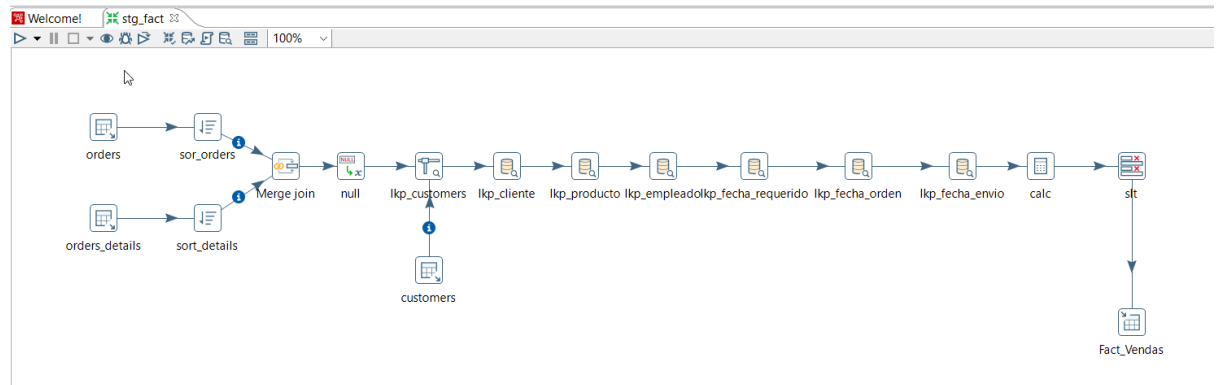 Welcome!
stg_fact
100%
orders
sor_orders
Merge join
null
lkp_customers
lkp_cliente
lkp_producto
lkp_empleado
lkp_fecha_requerido
lkp_fecha_orden
lkp_fecha_envio
calc
slt
orders_details
sort_details
customers
Fact_Vendas